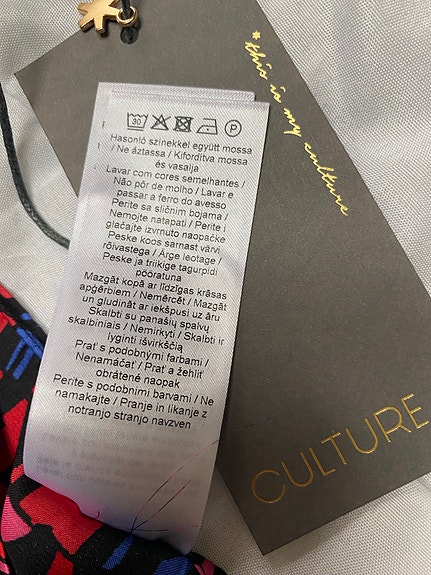 *this is my culture
30
P
Hasonló színekkel együtt mossa
/ Ne áztassa / Kifordítva mossa
és vasalja
Lavar com cores semelhantes /
Não pôr de molho / Lavar e
passar a ferro do avesso
Perite sa sličnim bojama /
Nemojte natapati / Perite i
glačajte izvrnuto naopačke
Peske koos sarnast värvi
rõivastega / Ärge leotage /
Peske ja triikige tagurpidi
pööratuna
Mazgāt kopā ar līdzīgas krāsas
apģērbiem / Nemērcēt / Mazgāt
un gludināt ar iekšpusi uz āru
Skalbti su panašių spalvų
skalbiniais / Nemirkyti / Skalbti ir
lyginti išvirkščią
Prať s podobnými farbami /
Nenamáčať / Prať a žehliť
obrátené naopak
Perite s podobnimi barvami / Ne
namakajte / Pranje in likanje z
notranjo stranjo navzven
CULTURE